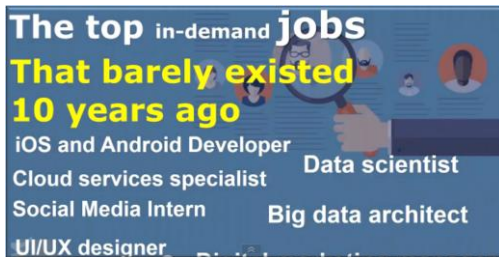 The top in-demand jobs
That barely existed
10 years ago
iOS and Android Developer
Data scientist
Cloud services specialist
Social Media Intern
Big data architect
UI/UX designer